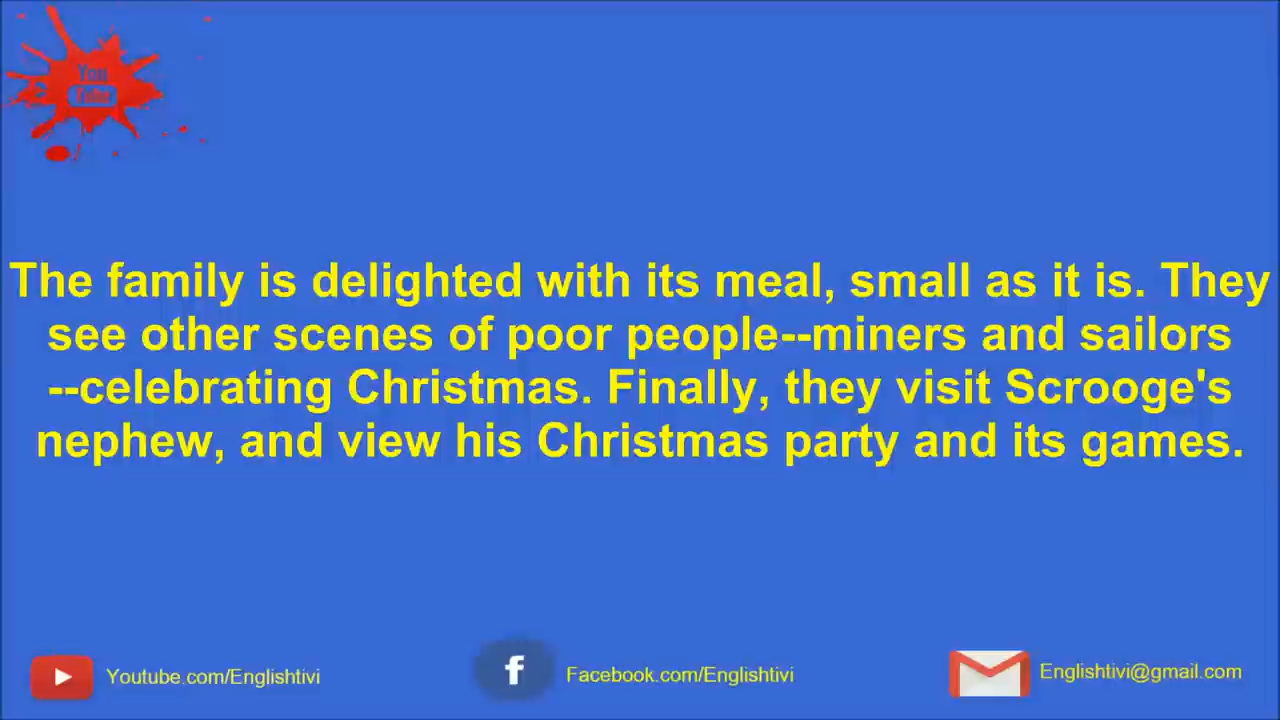 You
Tube
The family is delighted with its meal, small as it is. They
see other scenes of poor people--miners and sailors
--celebrating Christmas. Finally, they visit Scrooge's
nephew, and view his Christmas party and its games.
Youtube.com/Englishtivi
f
Facebook.com/Englishtivi
Englishtivi@gmail.com